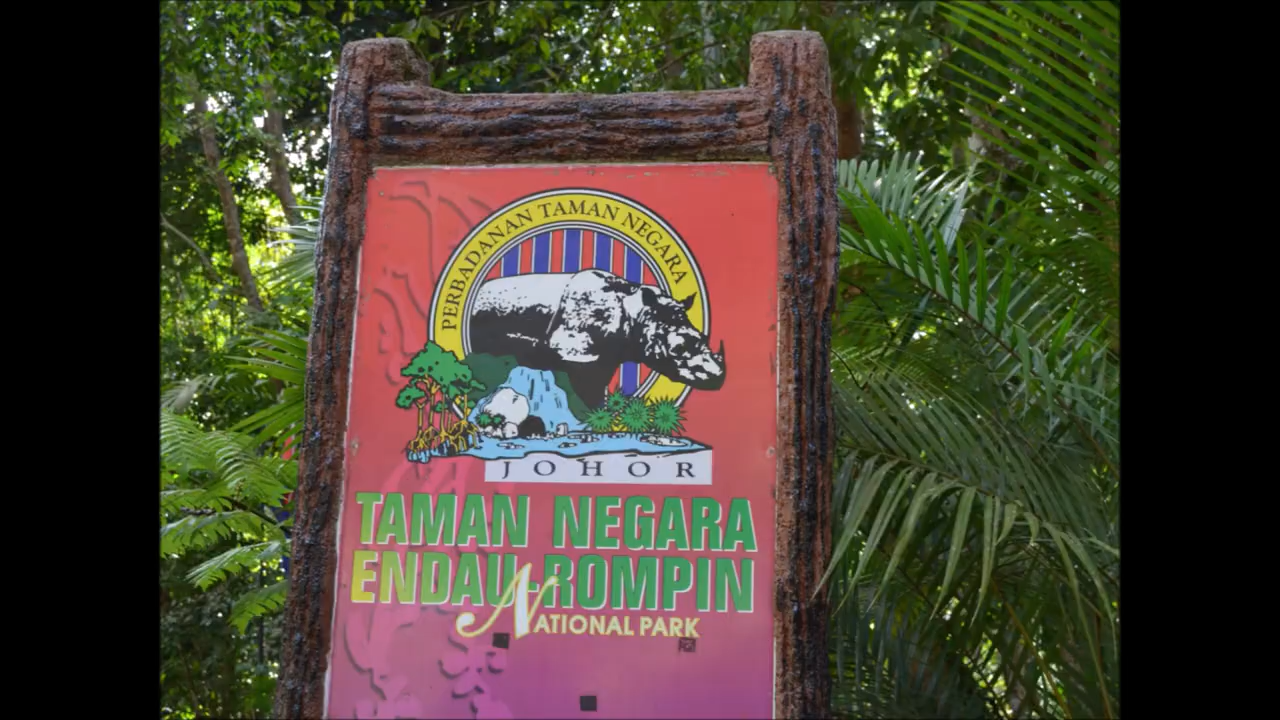 PERBADANAN TAMAN NEGARA
JOHOR
TAMAN NEGARA
ENDAU-ROMPIN
NATIONAL PARK